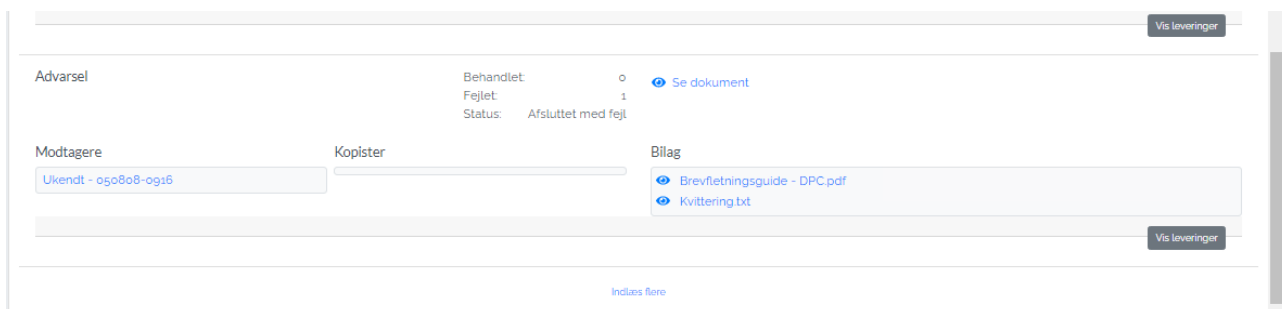 Vis leveringer
Advarsel
Behandlet: 0
Fejlet: 1
Status: Afsluttet med fejl
Se dokument
Modtagere
Ukendt - 050808-0916
Kopister
Bilag
Brevfletningsguide - DPC.pdf
Kvittering.txt
Vis leveringer
Indlæs flere